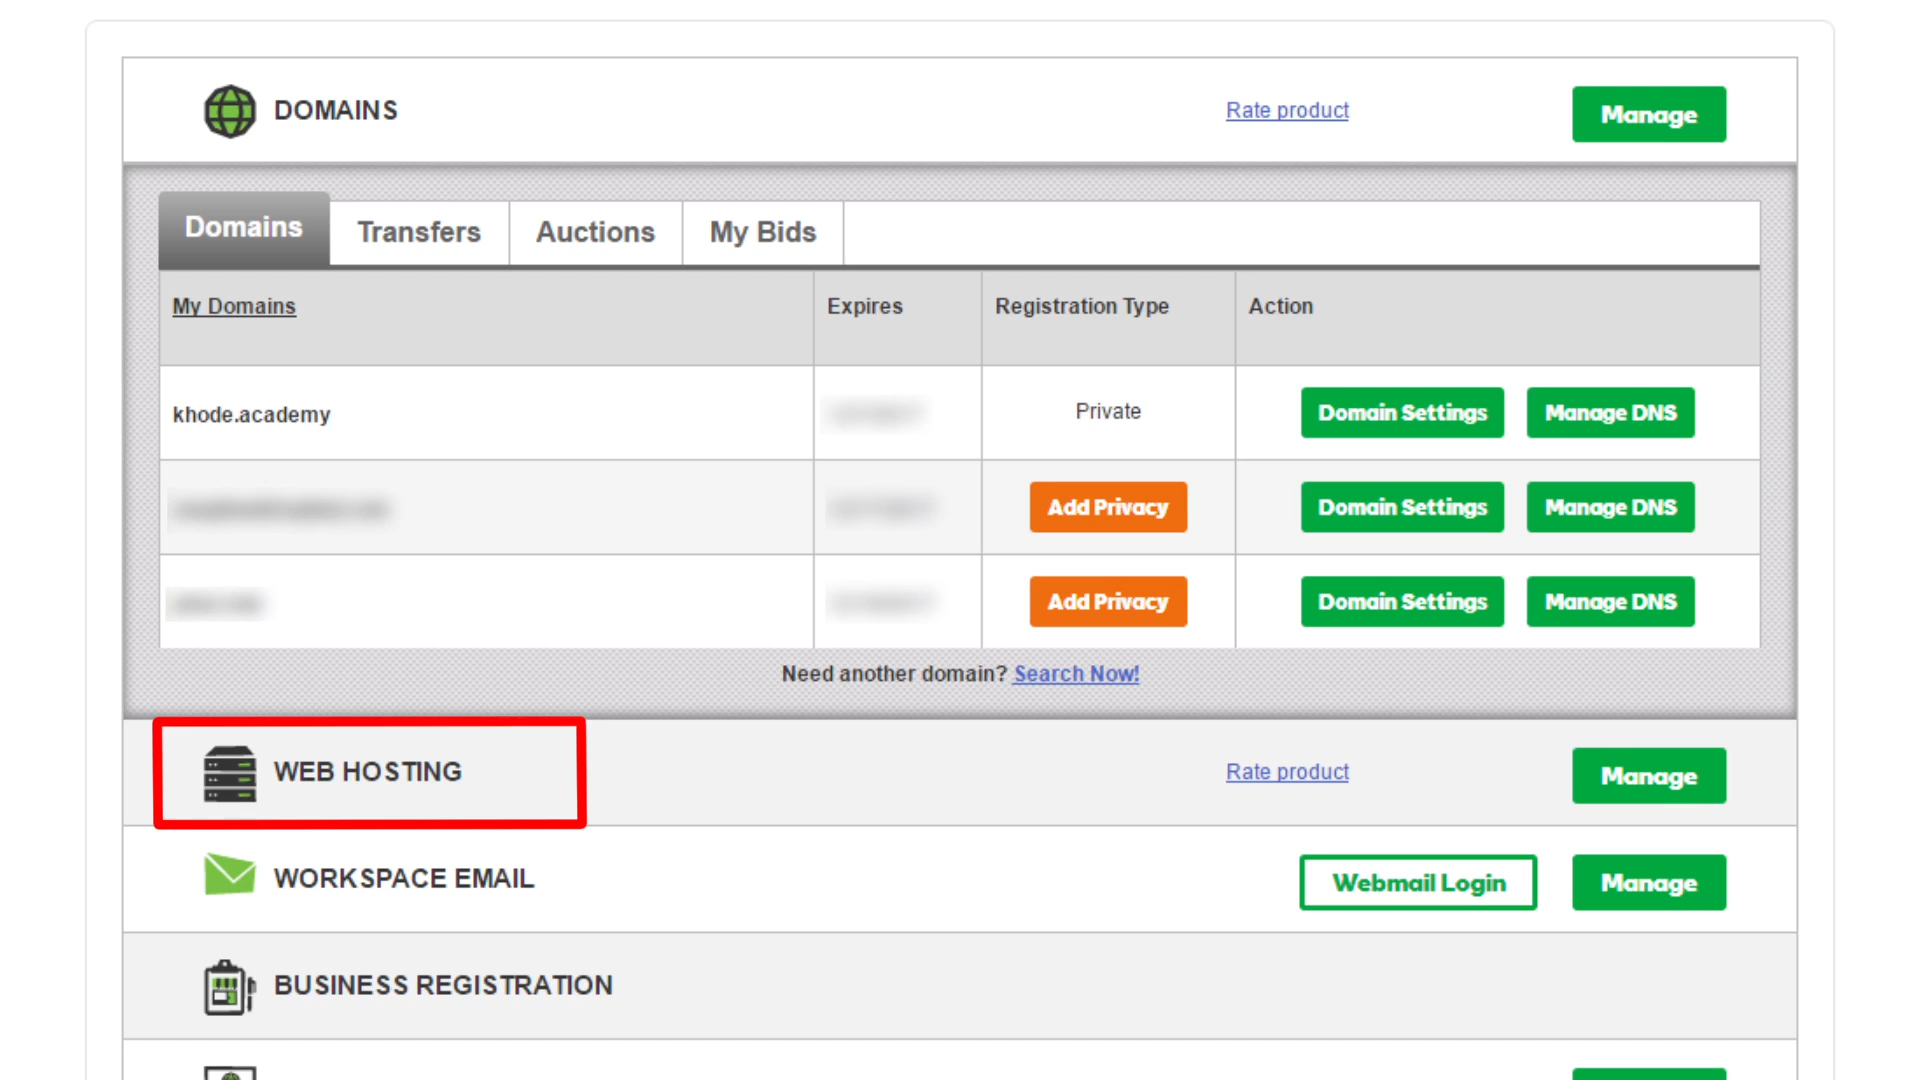 DOMAINS Rate product Manage
Domains Transfers Auctions My Bids
My Domains Expires Registration Type Action
khode.academy Private Domain Settings Manage DNS
Add Privacy Domain Settings Manage DNS
Add Privacy Domain Settings Manage DNS
Need another domain? Search Now!
WEB HOSTING Rate product Manage
WORKSPACE EMAIL Webmail Login Manage
BUSINESS REGISTRATION